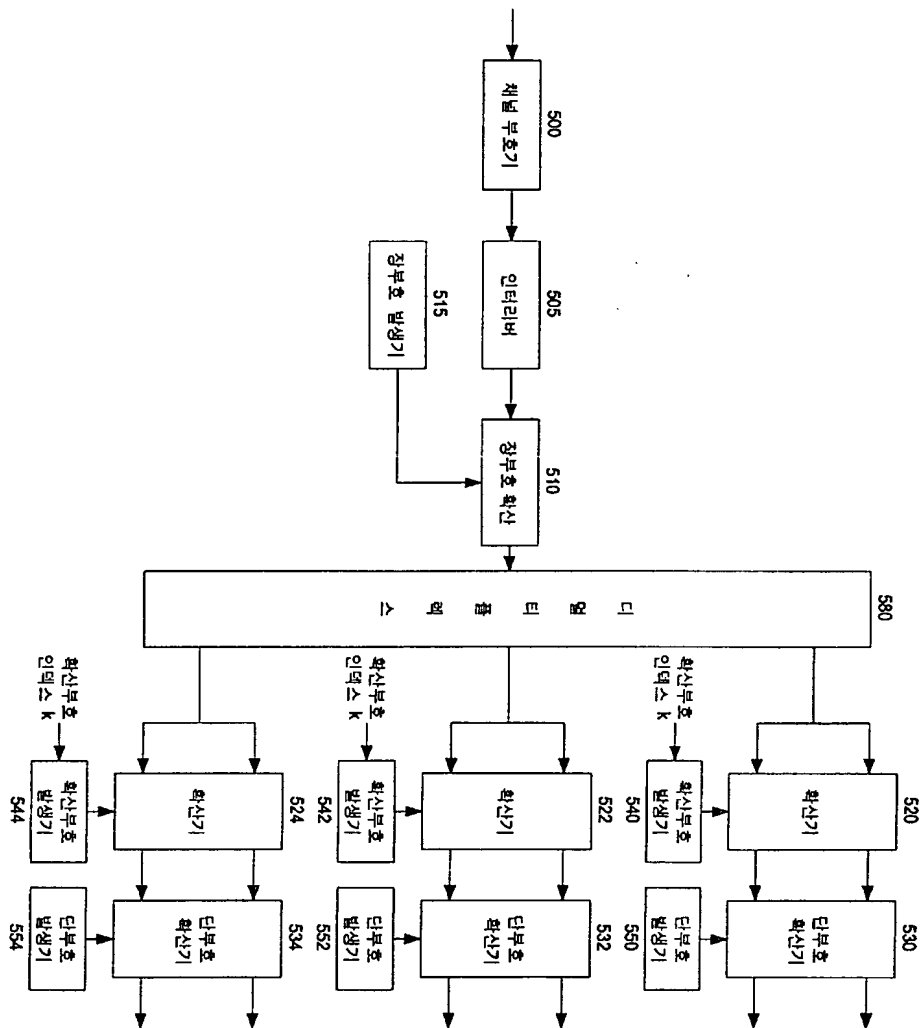 500
채널 부호기
505
인터리버
510
장부호 확산
515
장부호 발생기
580
디 멀 티 플 렉 스
520
확산기
530
단부호
확산기
확산부호
인덱스 k
540
확산부호
발생기
550
단부호
발생기
522
확산기
532
단부호
확산기
확산부호
인덱스 k
542
확산부호
발생기
552
단부호
발생기
524
확산기
534
단부호
확산기
확산부호
인덱스 k
544
확산부호
발생기
554
단부호
발생기